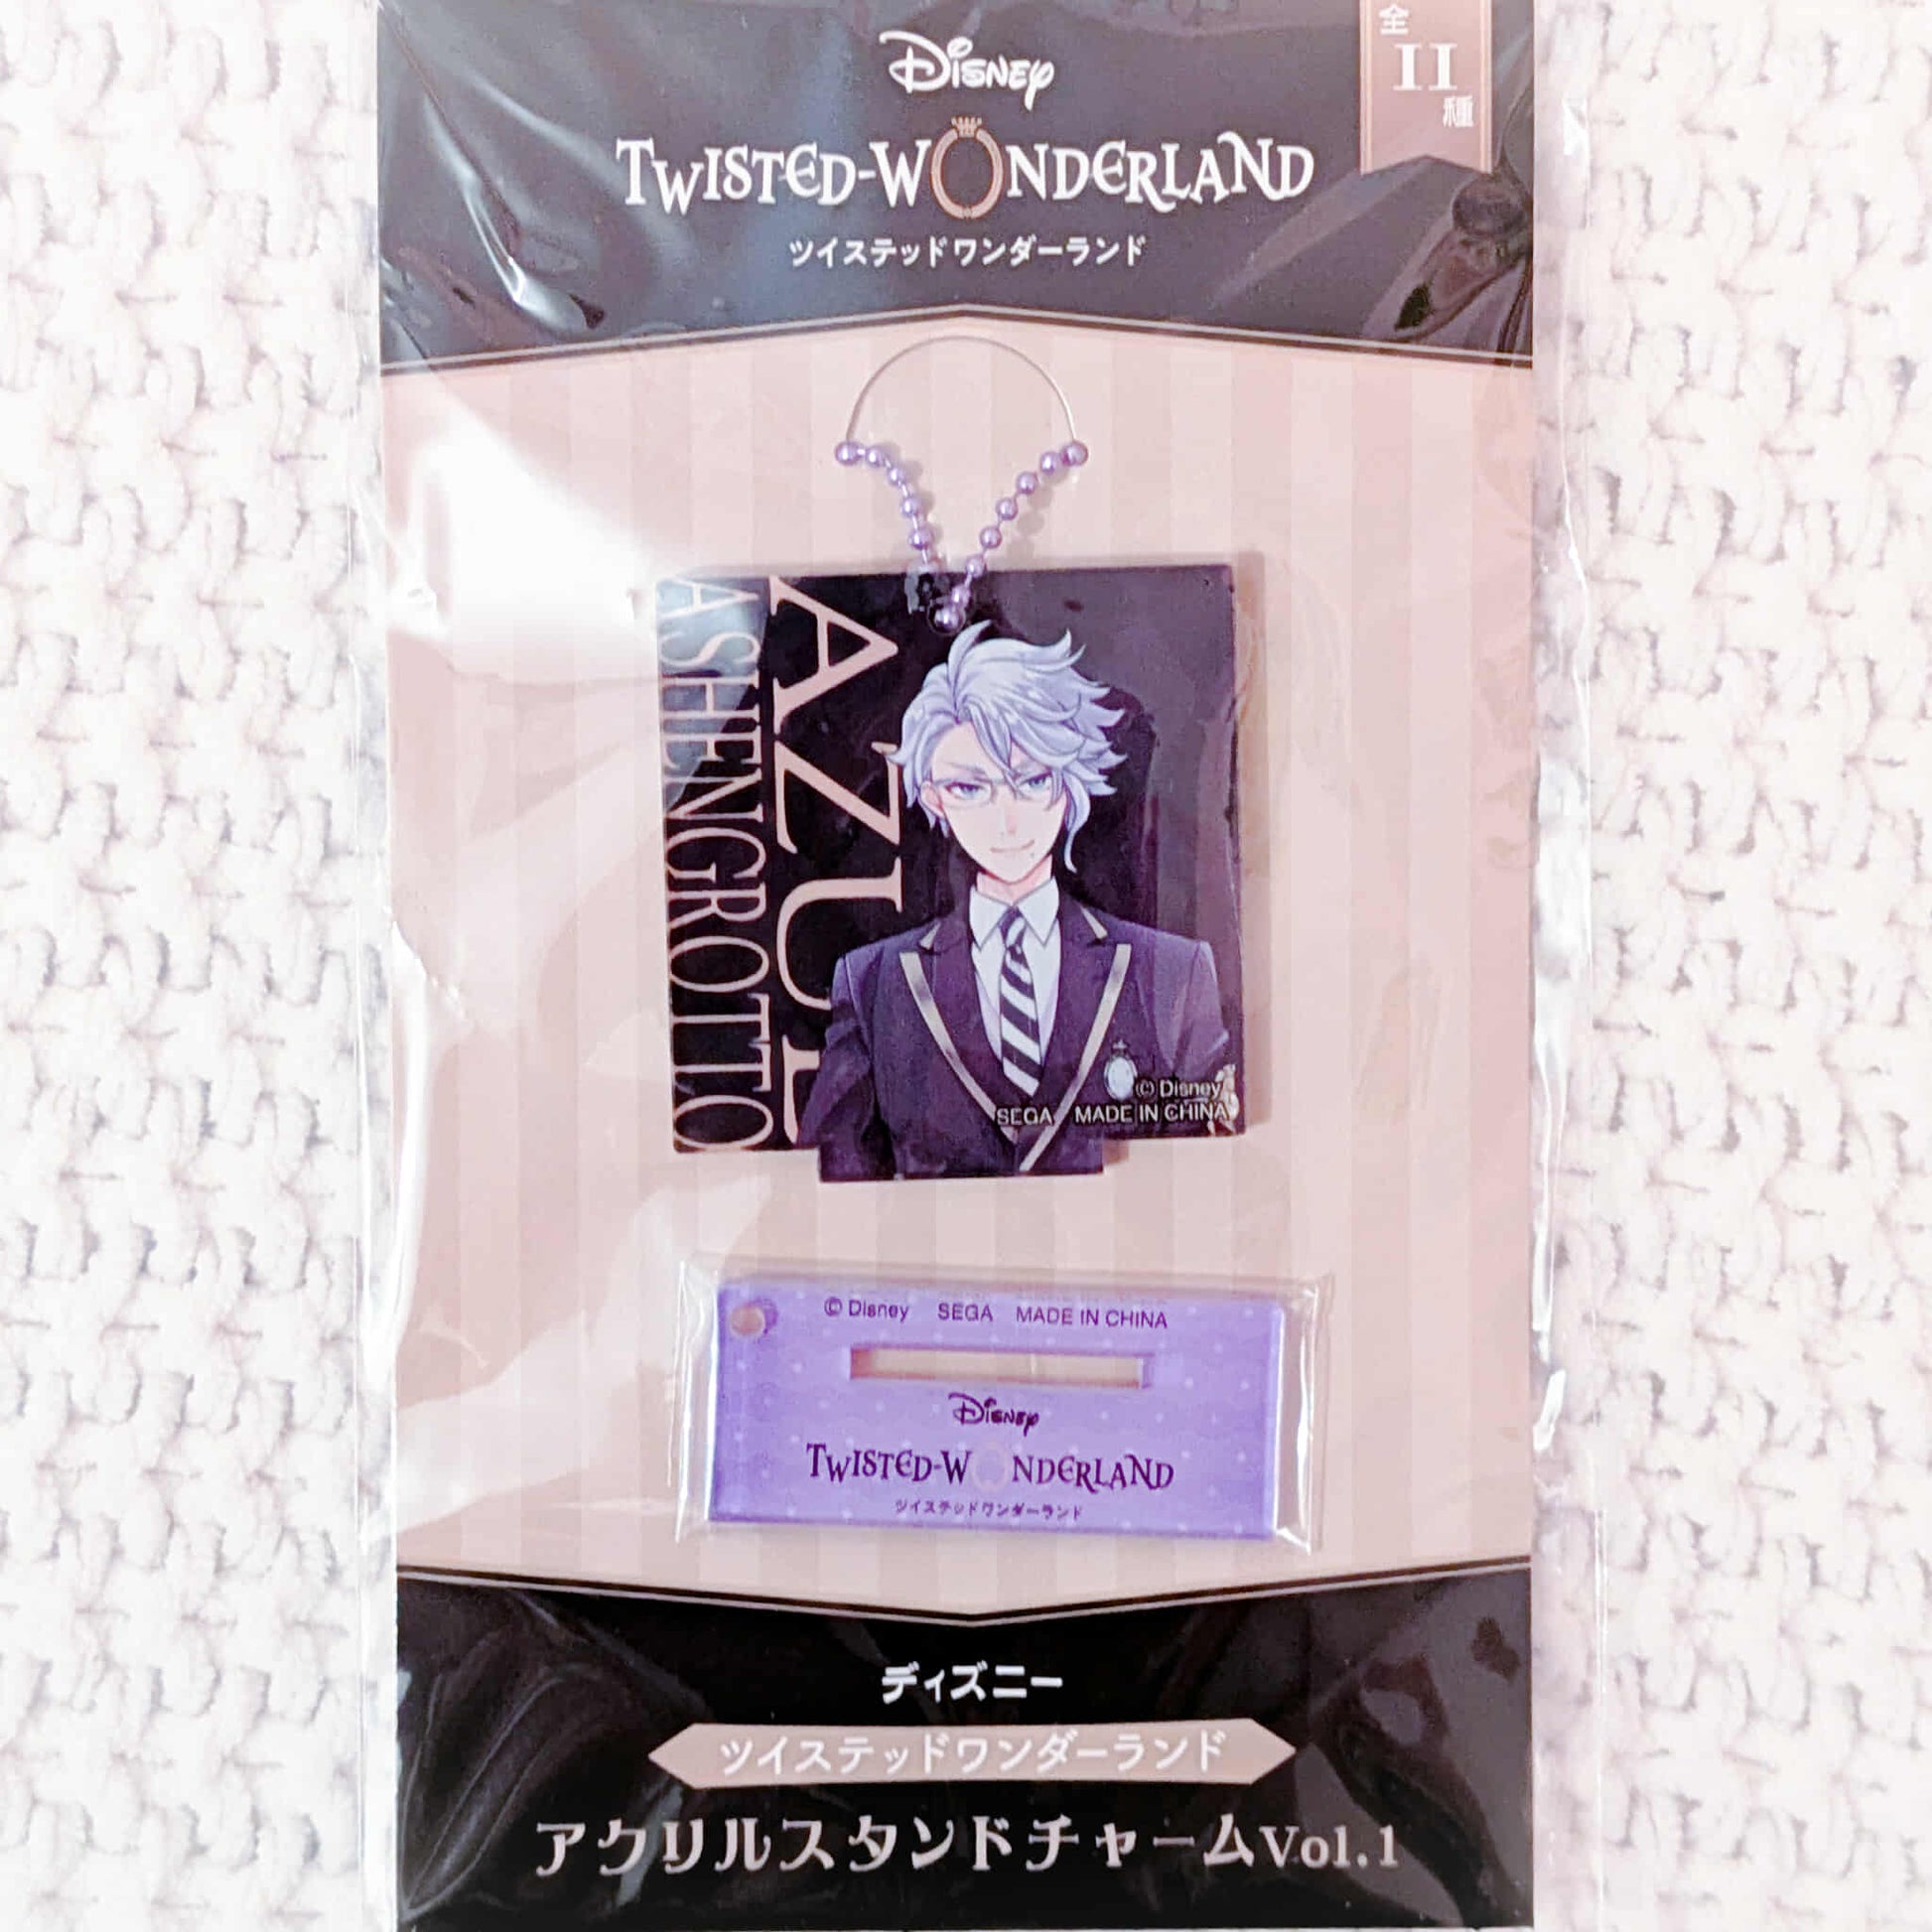 Disney
TWISTED-WONDERLAND
ツイステッドワンダーランド
全
11
種
AZUL
ASHENGROTTO
© Disney
SEGA MADE IN CHINA
© Disney SEGA MADE IN CHINA
Disney
TWISTED-WONDERLAND
ツイステッドワンダーランド
ディズニー
ツイステッドワンダーランド
アクリルスタンドチャームVol.1